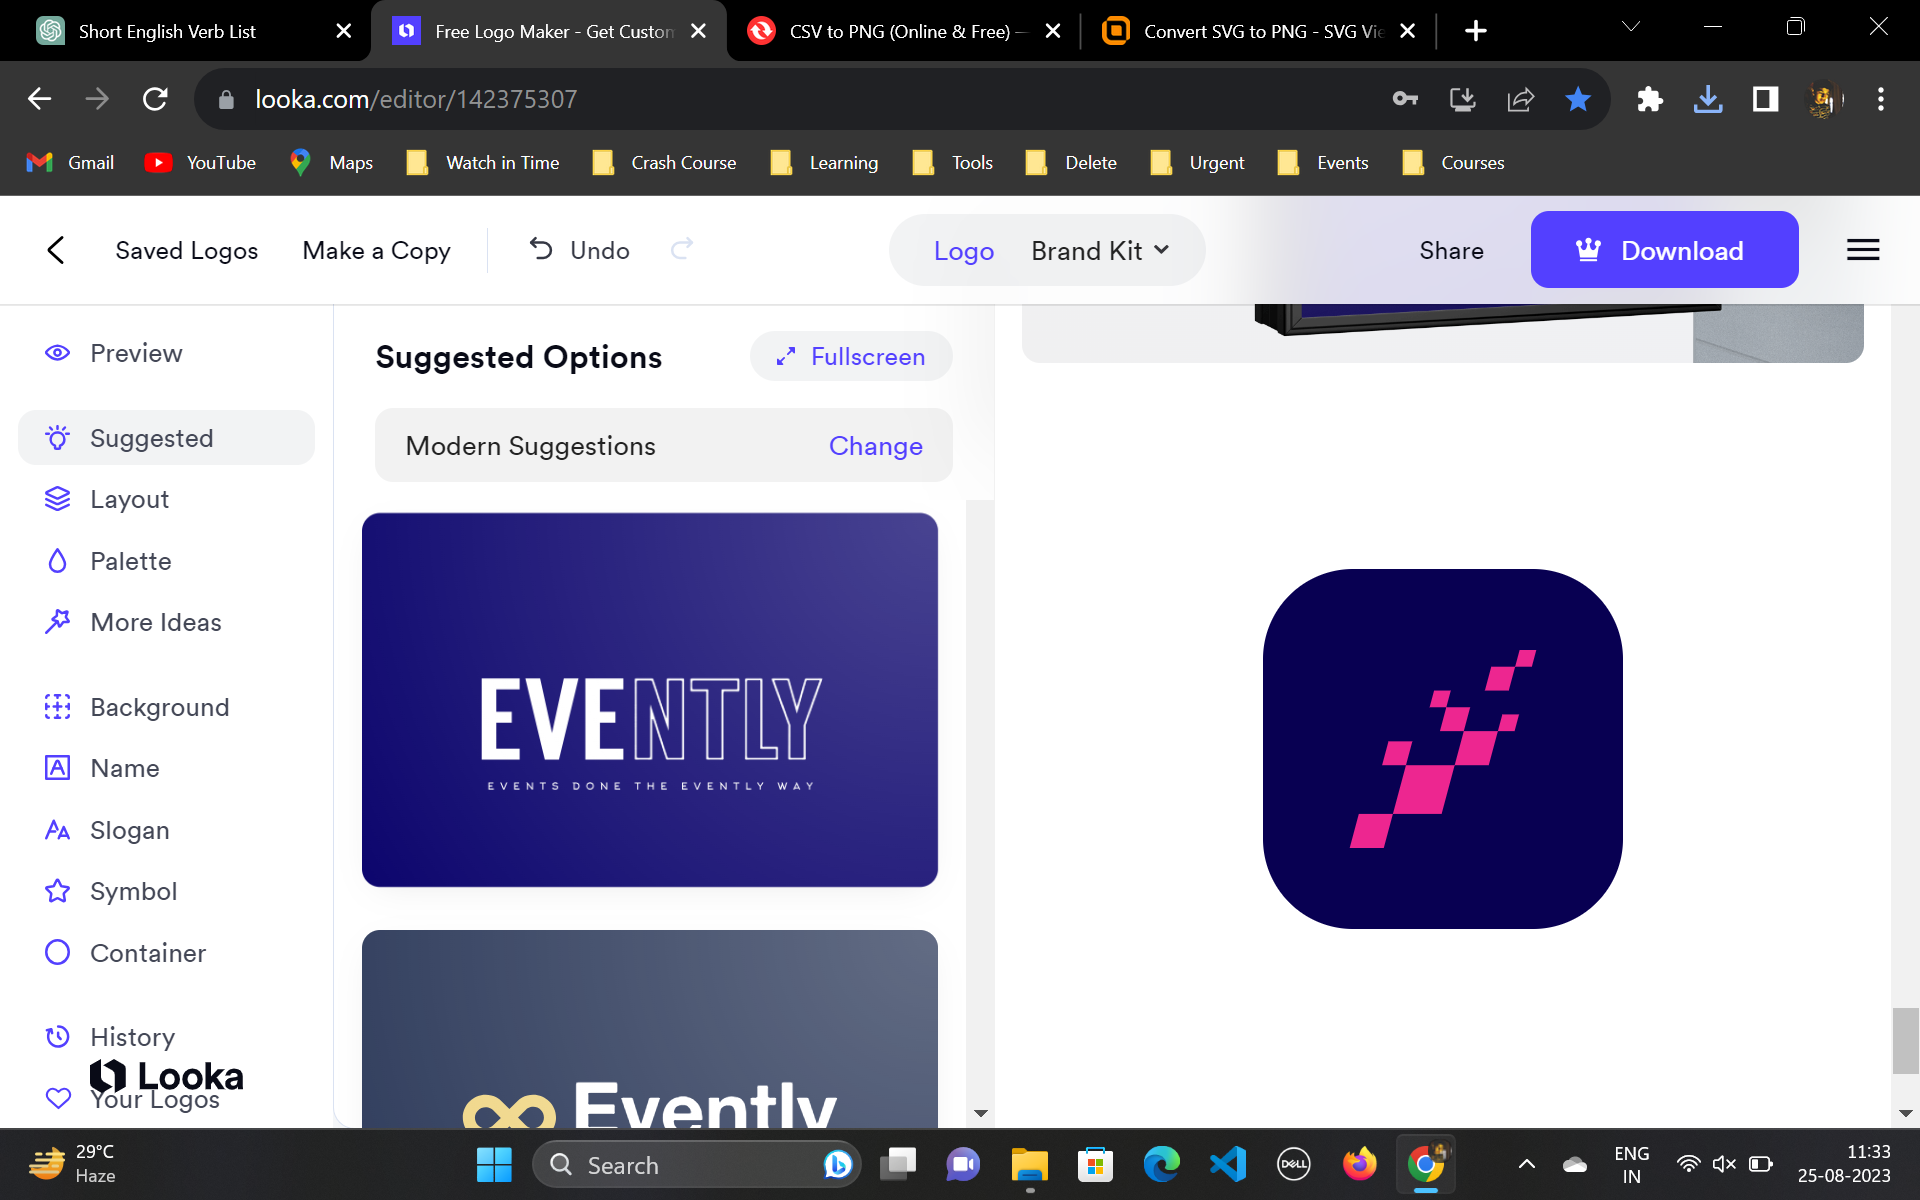 Short English Verb List
Free Logo Maker - Get Custom
CSV to PNG (Online & Free) —
Convert SVG to PNG - SVG Vie
looka.com/editor/142375307
Gmail
YouTube
Maps
Watch in Time
Crash Course
Learning
Tools
Delete
Urgent
Events
Courses
Saved Logos
Make a Copy
Undo
Logo
Brand Kit
Share
Download
Preview
Suggested
Layout
Palette
More Ideas
Background
Name
Slogan
Symbol
Container
History
Looka
Your Logos
Suggested Options
Fullscreen
Modern Suggestions
Change
EVENTLY
EVENTS DONE THE EVENTLY WAY
Evently
29°C
Haze
Search
DELL
ENG
IN
11:33
25-08-2023